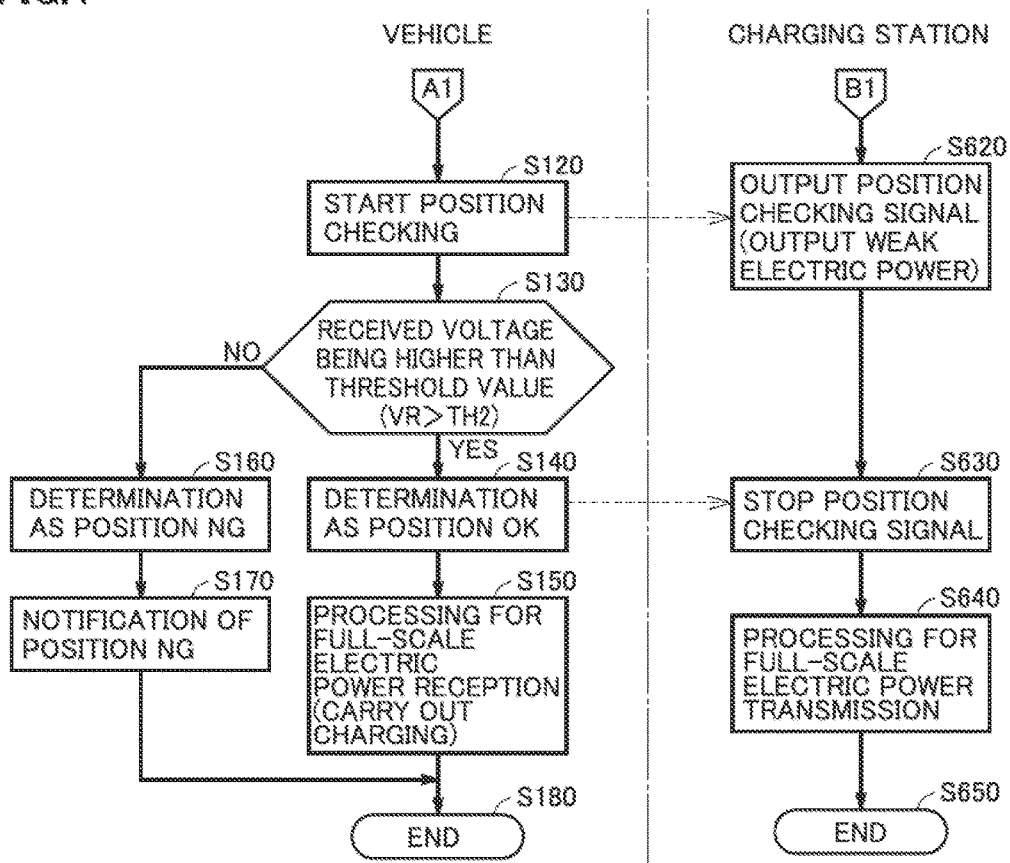 VEHICLE
CHARGING STATION
A1
B1
S120
START POSITION
CHECKING
S620
OUTPUT POSITION
CHECKING SIGNAL
(OUTPUT WEAK
ELECTRIC POWER)
S130
RECEIVED VOLTAGE
BEING HIGHER THAN
THRESHOLD VALUE
(VR>TH2)
NO
YES
S160
DETERMINATION
AS POSITION NG
S140
DETERMINATION
AS POSITION OK
S630
STOP POSITION
CHECKING SIGNAL
S170
NOTIFICATION OF
POSITION NG
S150
PROCESSING FOR
FULL-SCALE
ELECTRIC
POWER RECEPTION
(CARRY OUT
CHARGING)
S640
PROCESSING FOR
FULL-SCALE
ELECTRIC POWER
TRANSMISSION
S180
END
S650
END